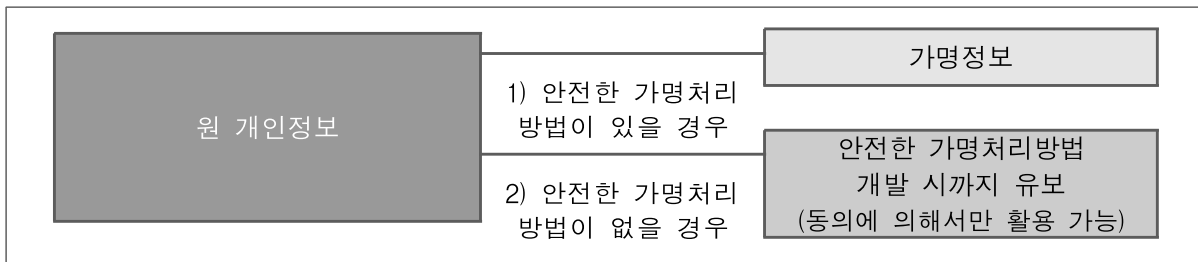 원 개인정보
1) 안전한 가명처리
방법이 있을 경우
가명정보
2) 안전한 가명처리
방법이 없을 경우
안전한 가명처리방법
개발 시까지 유보
(동의에 의해서만 활용 가능)